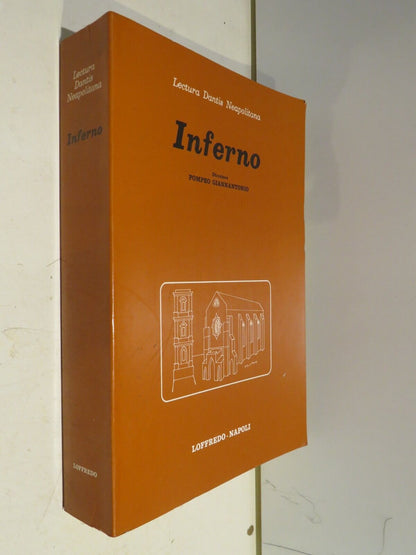 Lectura
Dantis
Neapolitana
Inferno
LOFFREDO
Lectura Dantis Neapolitana
Inferno
Direttore
POMPEO GIANNANTONIO
LOFFREDO - NAPOLI